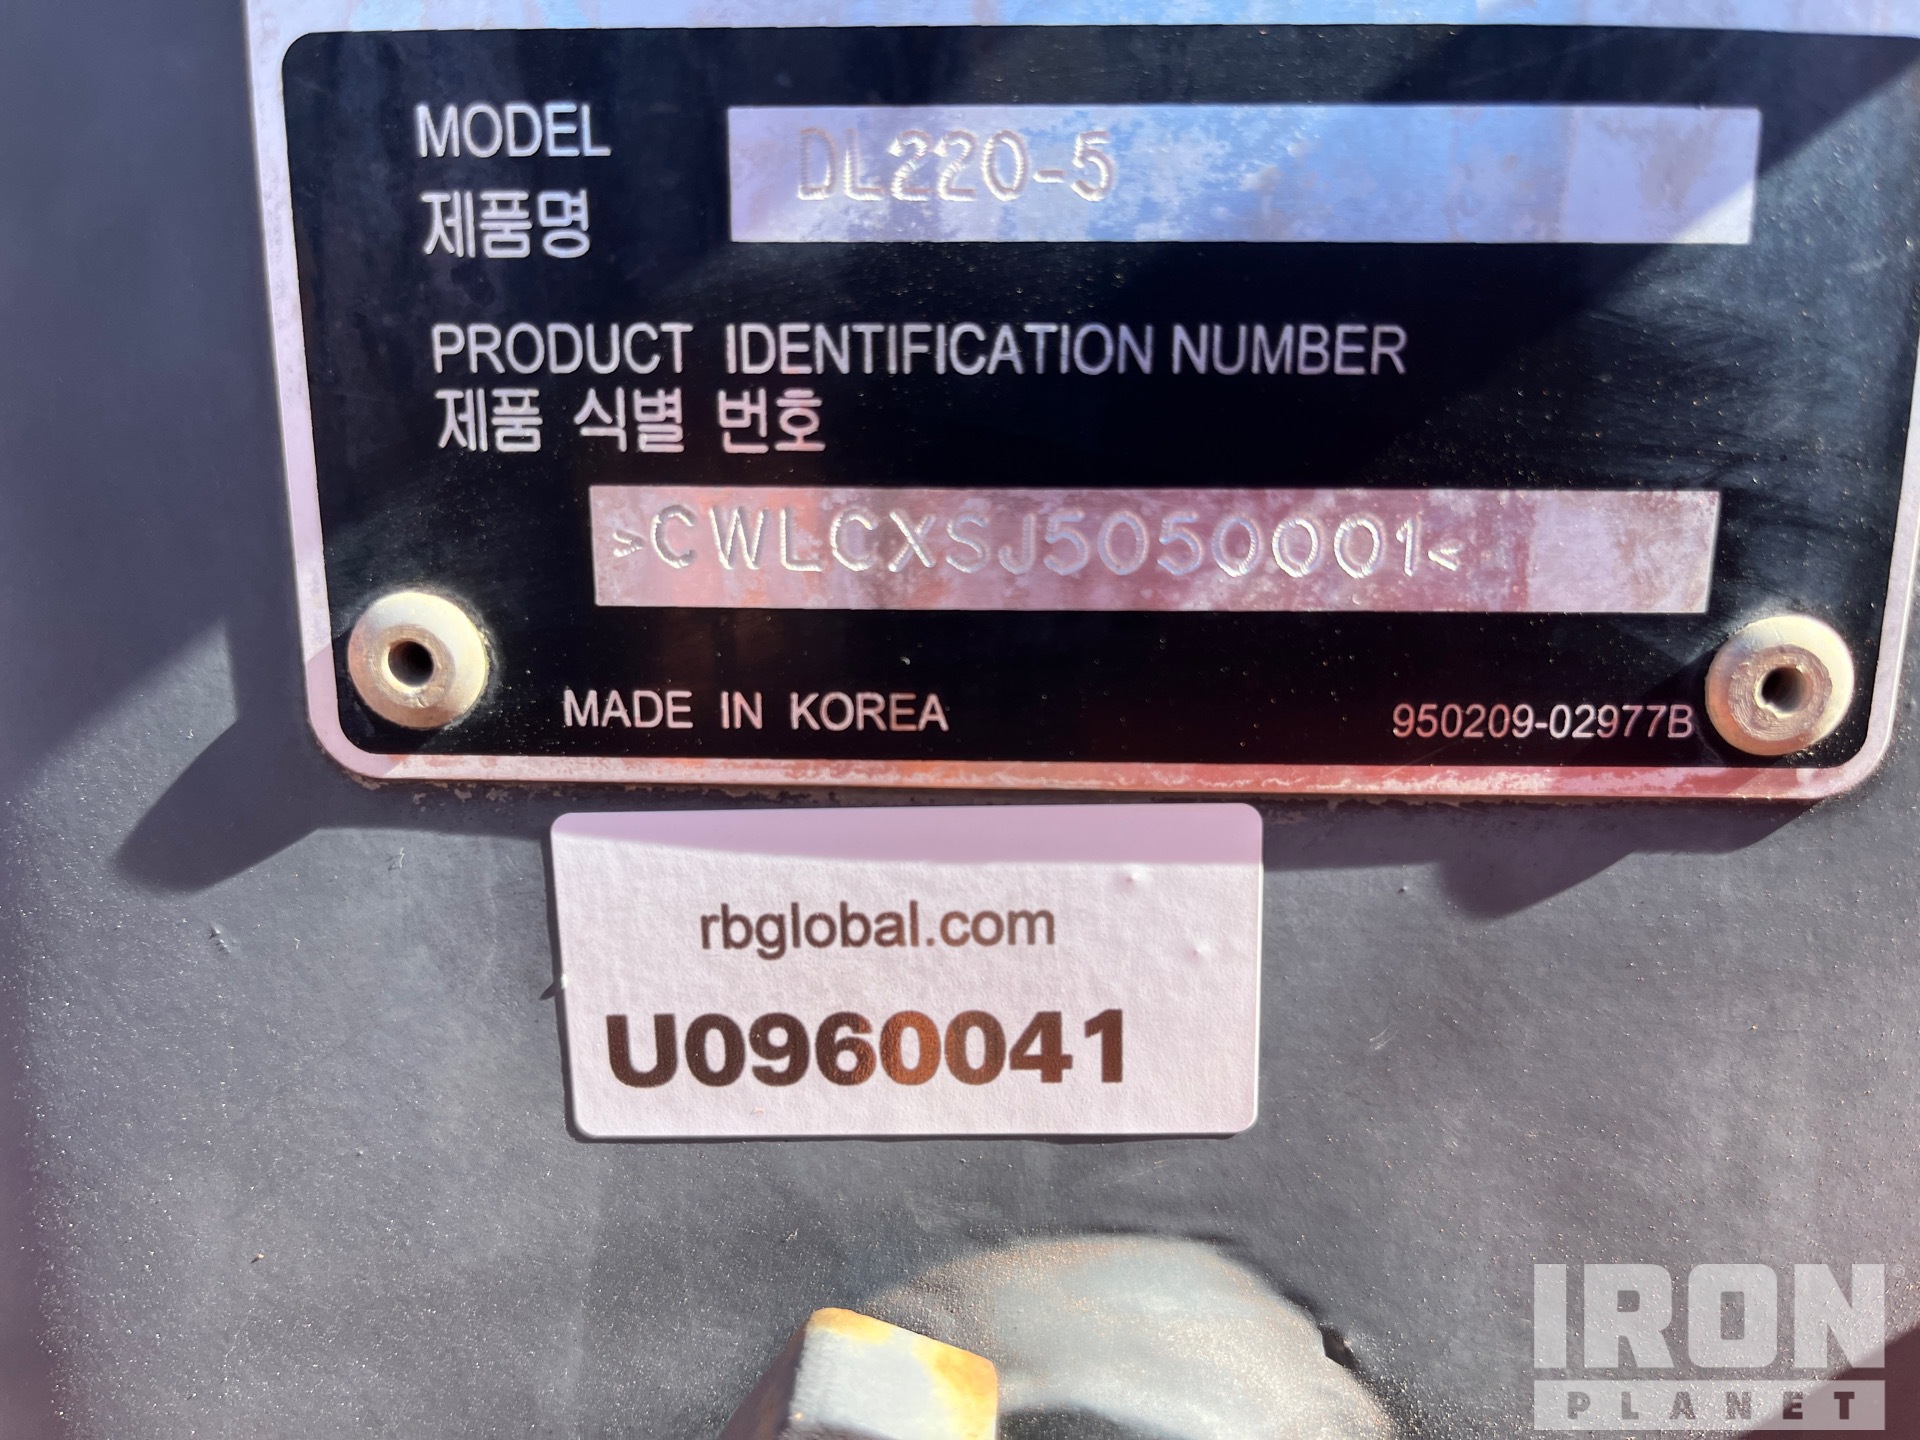 MODEL DL220-5
제품명
PRODUCT IDENTIFICATION NUMBER
제품 식별 번호
>CWLCXSJ5050001<
MADE IN KOREA 950209-02977B
rbglobal.com
U0960041
IRON
PLANET